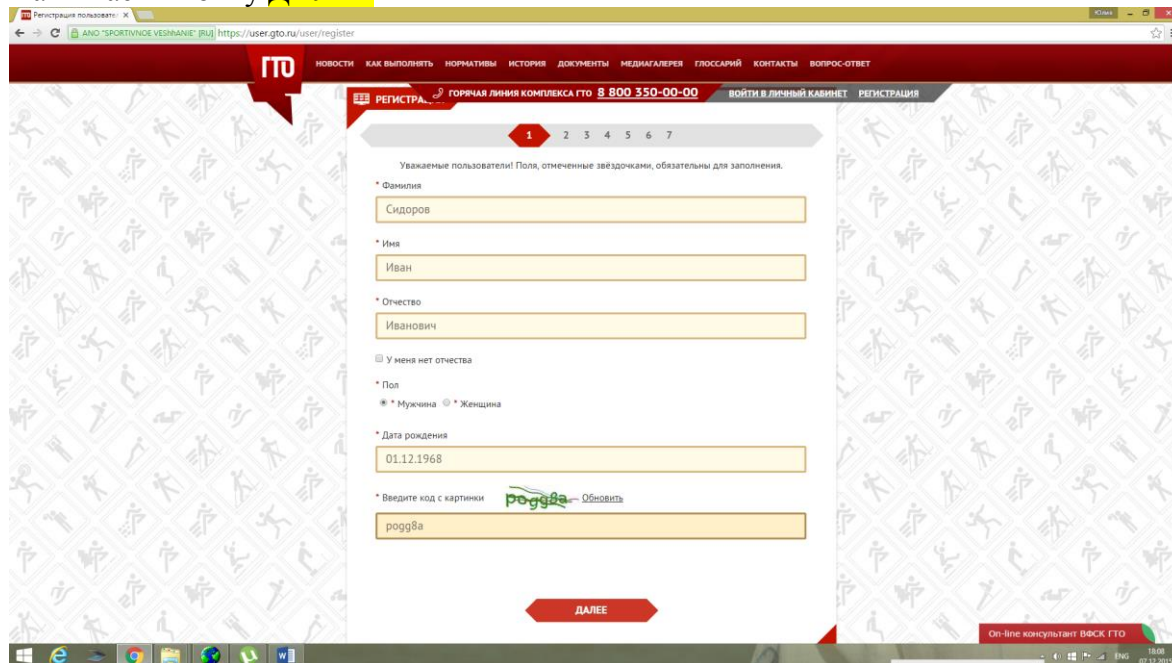 Регистрация пользовате
Юлия
ANO "SPORTIVNOE VESHHANIE" [RU] https://user.gto.ru/user/register
ГТО НОВОСТИ КАК ВЫПОЛНЯТЬ НОРМАТИВЫ ИСТОРИЯ ДОКУМЕНТЫ МЕДИАГАЛЕРЕЯ ГЛОССАРИЙ КОНТАКТЫ ВОПРОС-ОТВЕТ
ГОРЯЧАЯ ЛИНИЯ КОМПЛЕКСА ГТО 8 800 350-00-00 ВОЙТИ В ЛИЧНЫЙ КАБИНЕТ РЕГИСТРАЦИЯ
1 2 3 4 5 6 7
Уважаемые пользователи! Поля, отмеченные звёздочками, обязательны для заполнения.
* Фамилия
Сидоров
* Имя
Иван
* Отчество
Иванович
У меня нет отчества
* Пол
* Мужчина * Женщина
* Дата рождения
01.12.1968
* Введите код с картинки pogg8a Обновить
pogg8a
ДАЛЕЕ
On-line консультант ВФСК ГТО
ENG 18:08